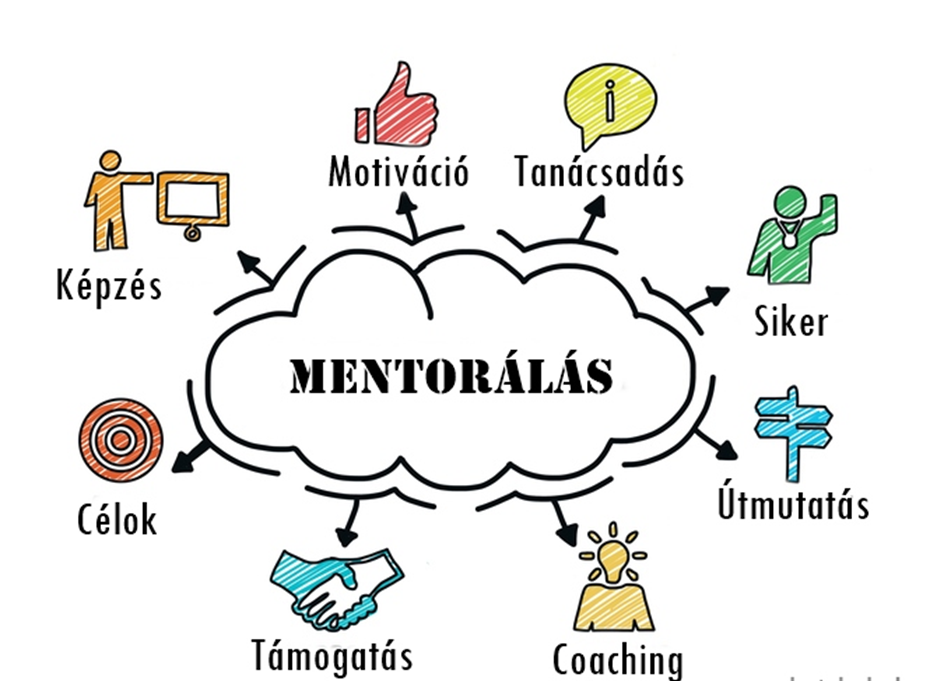 Motiváció
Tanácsadás
Képzés
Siker
MENTORÁLÁS
Célok
Útmutatás
Támogatás
Coaching